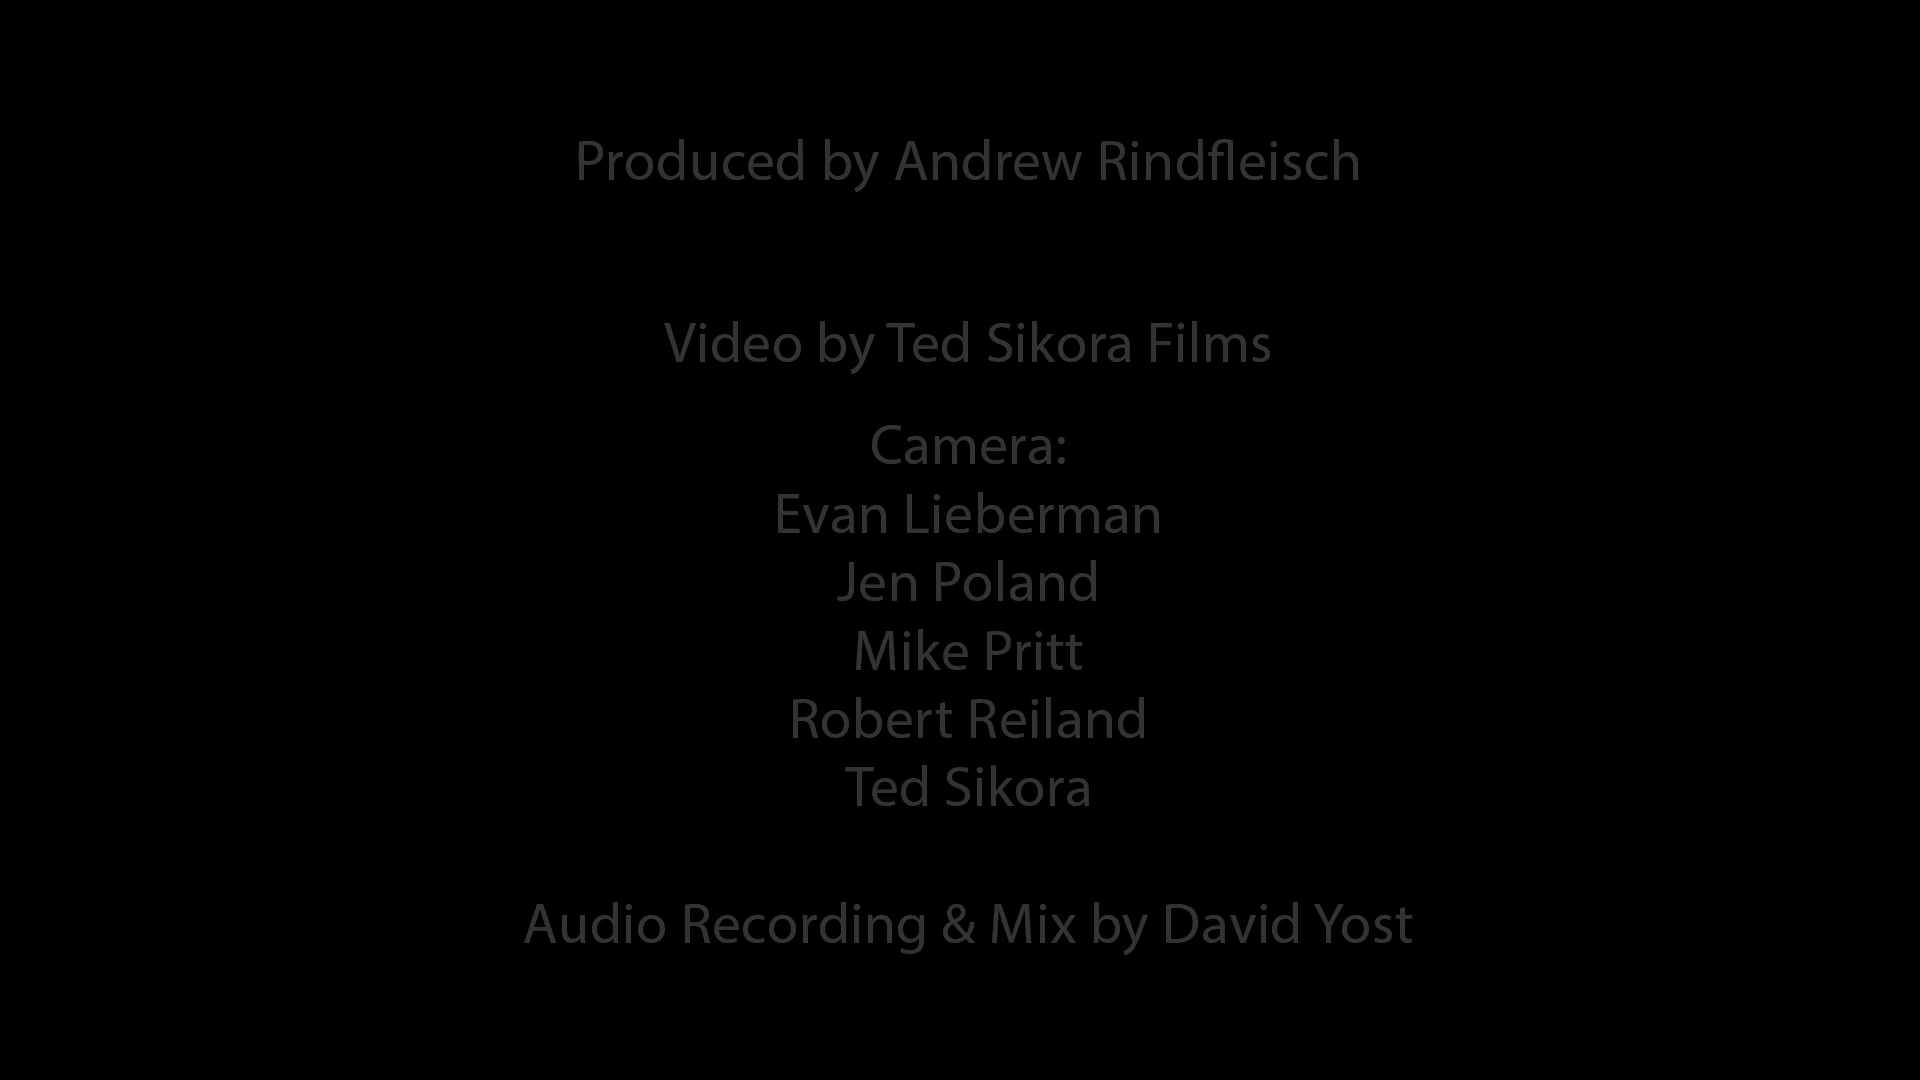 Produced by Andrew Rindfleisch
Video by Ted Sikora Films
Camera:
Evan Lieberman
Jen Poland
Mike Pritt
Robert Reiland
Ted Sikora
Audio Recording & Mix by David Yost